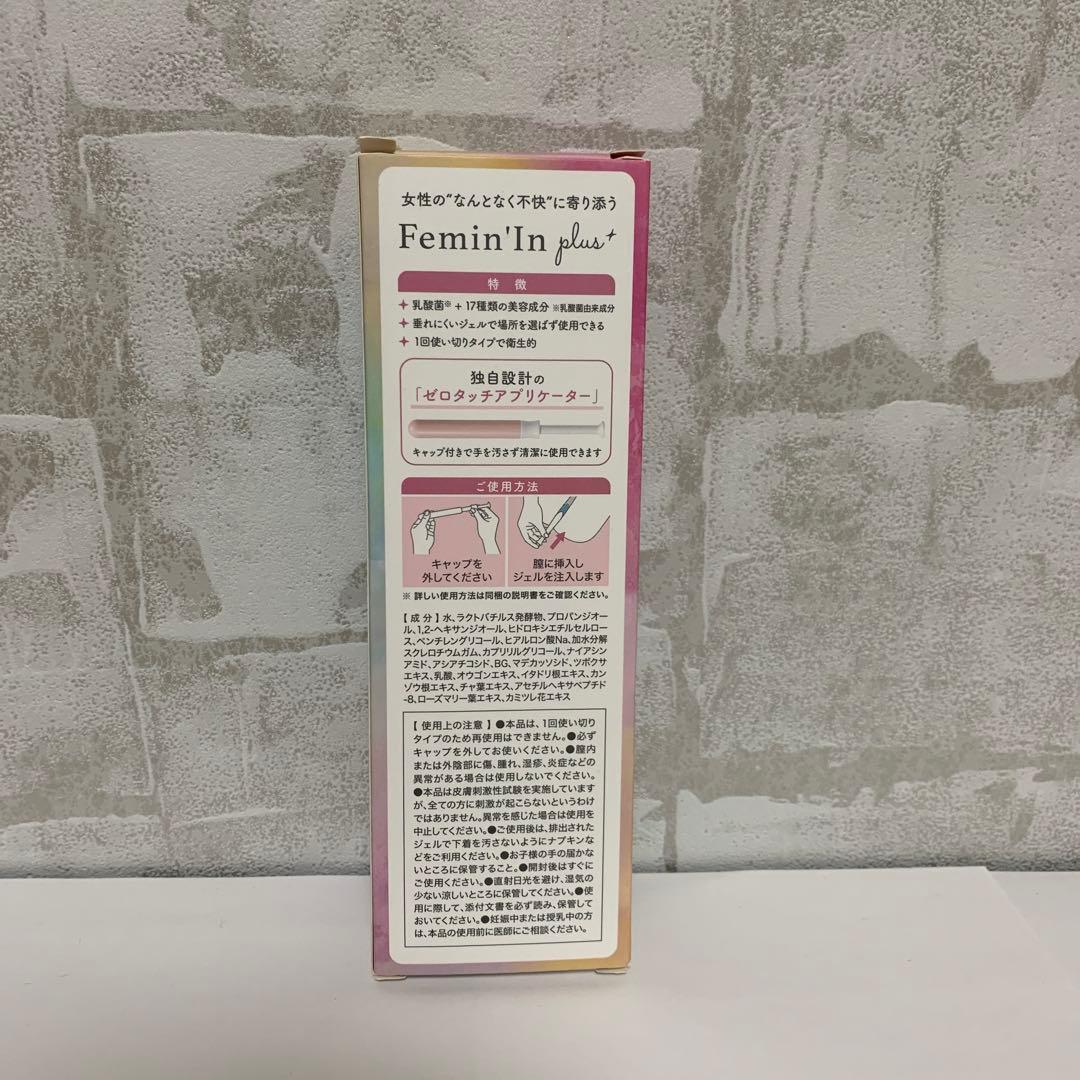 女性の"なんとなく不快"に寄り添う
Femin'In plus
特 徴
乳酸菌※ + 17種類の美容成分 ※乳酸菌由来成分
垂れにくいジェルで場所を選ばず使用できる
1回使い切りタイプで衛生的
独自設計の
「ゼロタッチアプリケーター」
キャップ付きで手を汚さず清潔に使用できます
ご使用方法
キャップを
外してください
膣に挿入し
ジェルを注入します
※ 詳しい使用方法は同梱の説明書をご確認ください。
【 成 分 】水、ラクトバチルス発酵物、プロパンジオー
ル、1,2-ヘキサンジオール、ヒドロキシエチルセルロー
ス、ペンチレングリコール、ヒアルロン酸Na、加水分解
スクレロチウムガム、カプリリルグリコール、ナイアシン
アミド、アシアチコシド、BG、マデカッソシド、ツボクサ
エキス、乳酸、オウゴンエキス、イタドリ根エキス、カン
ゾウ根エキス、チャ葉エキス、アセチルヘキサペプチド
-8、ローズマリー葉エキス、カミツレ花エキス
【 使用上の注意 】●本品は、1回使い切り
タイプのため再使用はできません。●必ず
キャップを外してお使いください。●膣内
または外陰部に傷、腫れ、湿疹、炎症などの
異常がある場合は使用しないでください。
●本品は皮膚刺激性試験を実施しています
が、全ての方に刺激が起こらないというわけ
ではありません。異常を感じた場合は使用を
中止してください。●ご使用後は、排出された
ジェルで下着を汚さないようにナプキンな
どをご利用ください。●お子様の手の届かな
いところに保管すること。●開封後はすぐに
ご使用ください。●直射日光を避け、湿気の
少ない涼しいところに保管してください。●使
用に際して、添付文書を必ず読み、保管して
おいてください。●妊娠中または授乳中の方
は、本品の使用前に医師にご相談ください。